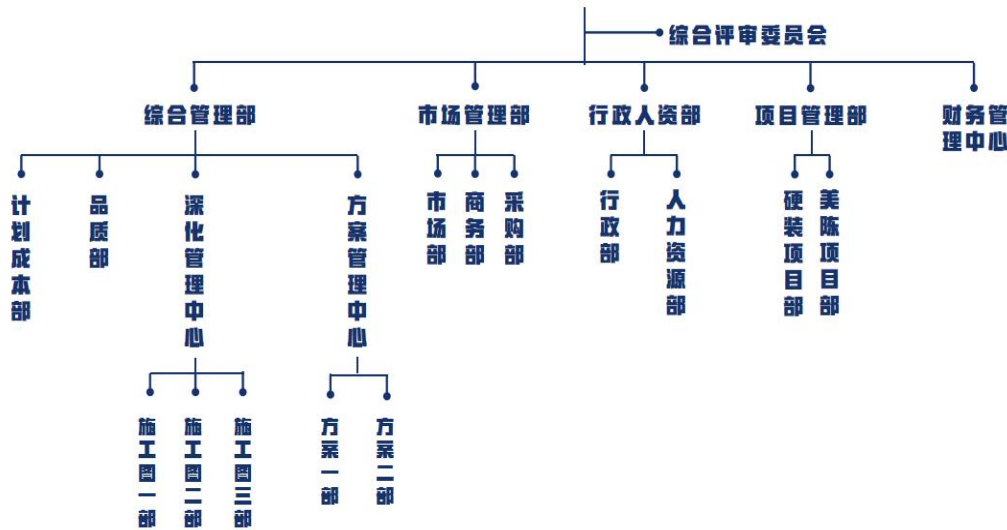 综合评审委员会
综合管理部
市场管理部
行政人资部
项目管理部
财务管
理中心
计划成本部
品质部
深化管理中心
方案管理中心
市场部
商务部
采购部
行政部
人力资源部
硬装项目部
美陈项目部
施工图一部
施工图二部
施工图三部
方案一部
方案二部